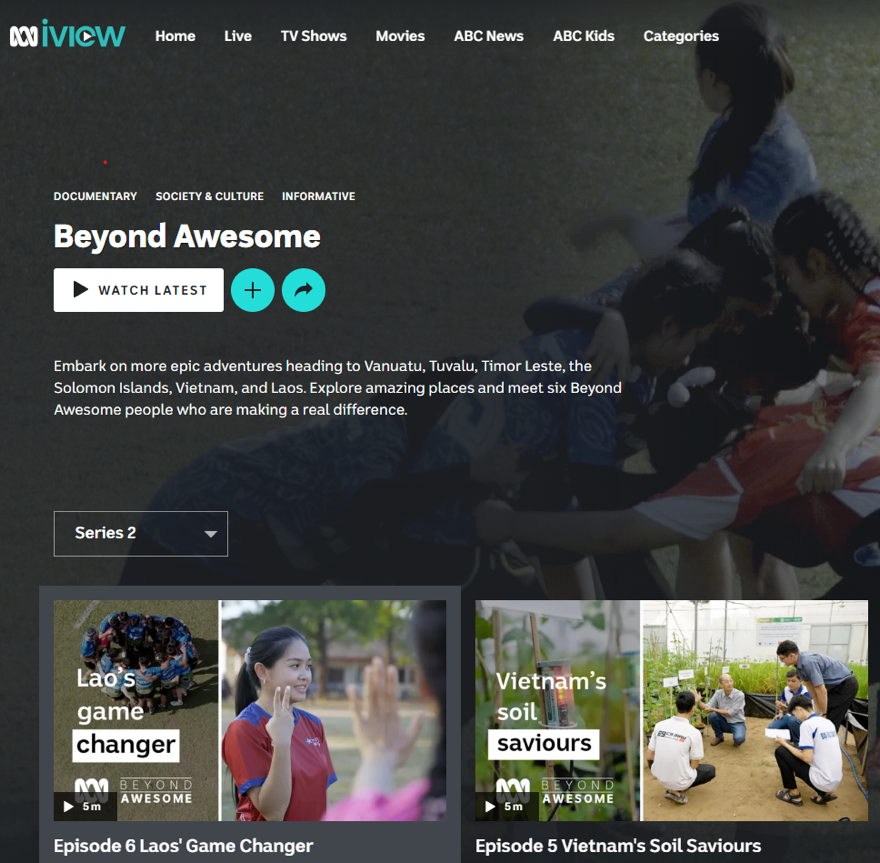 iview
Home Live TV Shows Movies ABC News ABC Kids Categories
DOCUMENTARY SOCIETY & CULTURE INFORMATIVE
Beyond Awesome
WATCH LATEST
Embark on more epic adventures heading to Vanuatu, Tuvalu, Timor Leste, the
Solomon Islands, Vietnam, and Laos. Explore amazing places and meet six Beyond
Awesome people who are making a real difference.
Series 2
Lao's
game
changer
BEYOND
AWESOME
5m
Episode 6 Laos' Game Changer
Vietnam's
soil
saviours
BEYOND
AWESOME
5m
Episode 5 Vietnam's Soil Saviours